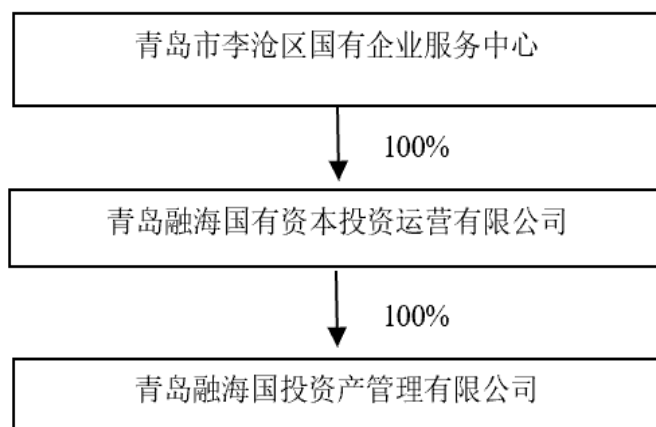 青岛市李沧区国有企业服务中心
100%
青岛融海国有资本投资运营有限公司
100%
青岛融海国投资产管理有限公司